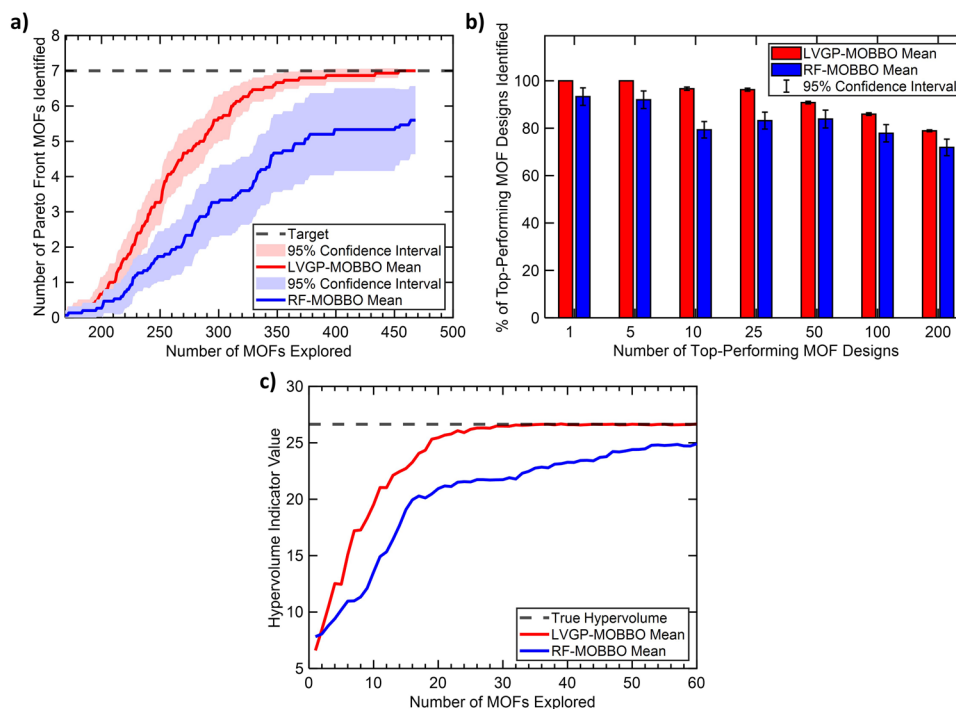 a)
Number of Pareto Front MOFs Identified
8
7
6
5
4
3
2
1
0
200
250
300
350
400
450
500
Number of MOFs Explored
Target
95% Confidence Interval
LVGP-MOBBO Mean
95% Confidence Interval
RF-MOBBO Mean
b)
% of Top-Performing MOF Designs Identified
100
80
60
40
20
0
1
5
10
25
50
100
200
Number of Top-Performing MOF Designs
LVGP-MOBBO Mean
RF-MOBBO Mean
95% Confidence Interval
c)
Hypervolume Indicator Value
30
25
20
15
10
5
0
10
20
30
40
50
60
Number of MOFs Explored
True Hypervolume
LVGP-MOBBO Mean
RF-MOBBO Mean